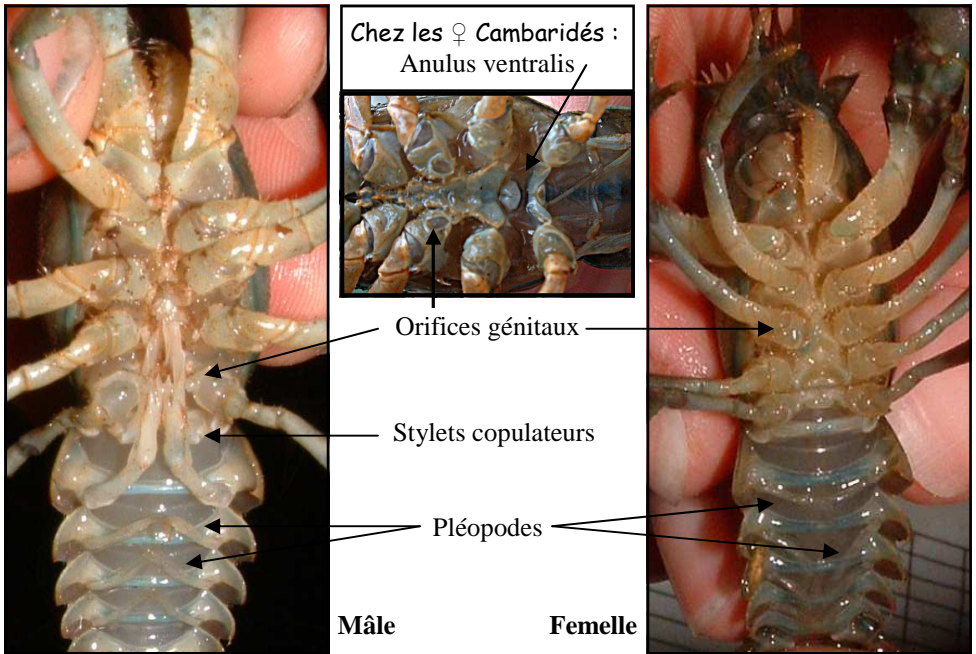 Chez les ♀ Cambaridés :
Anulus ventralis
Orifices génitaux
Stylets copulateurs
Pléopodes
Mâle
Femelle